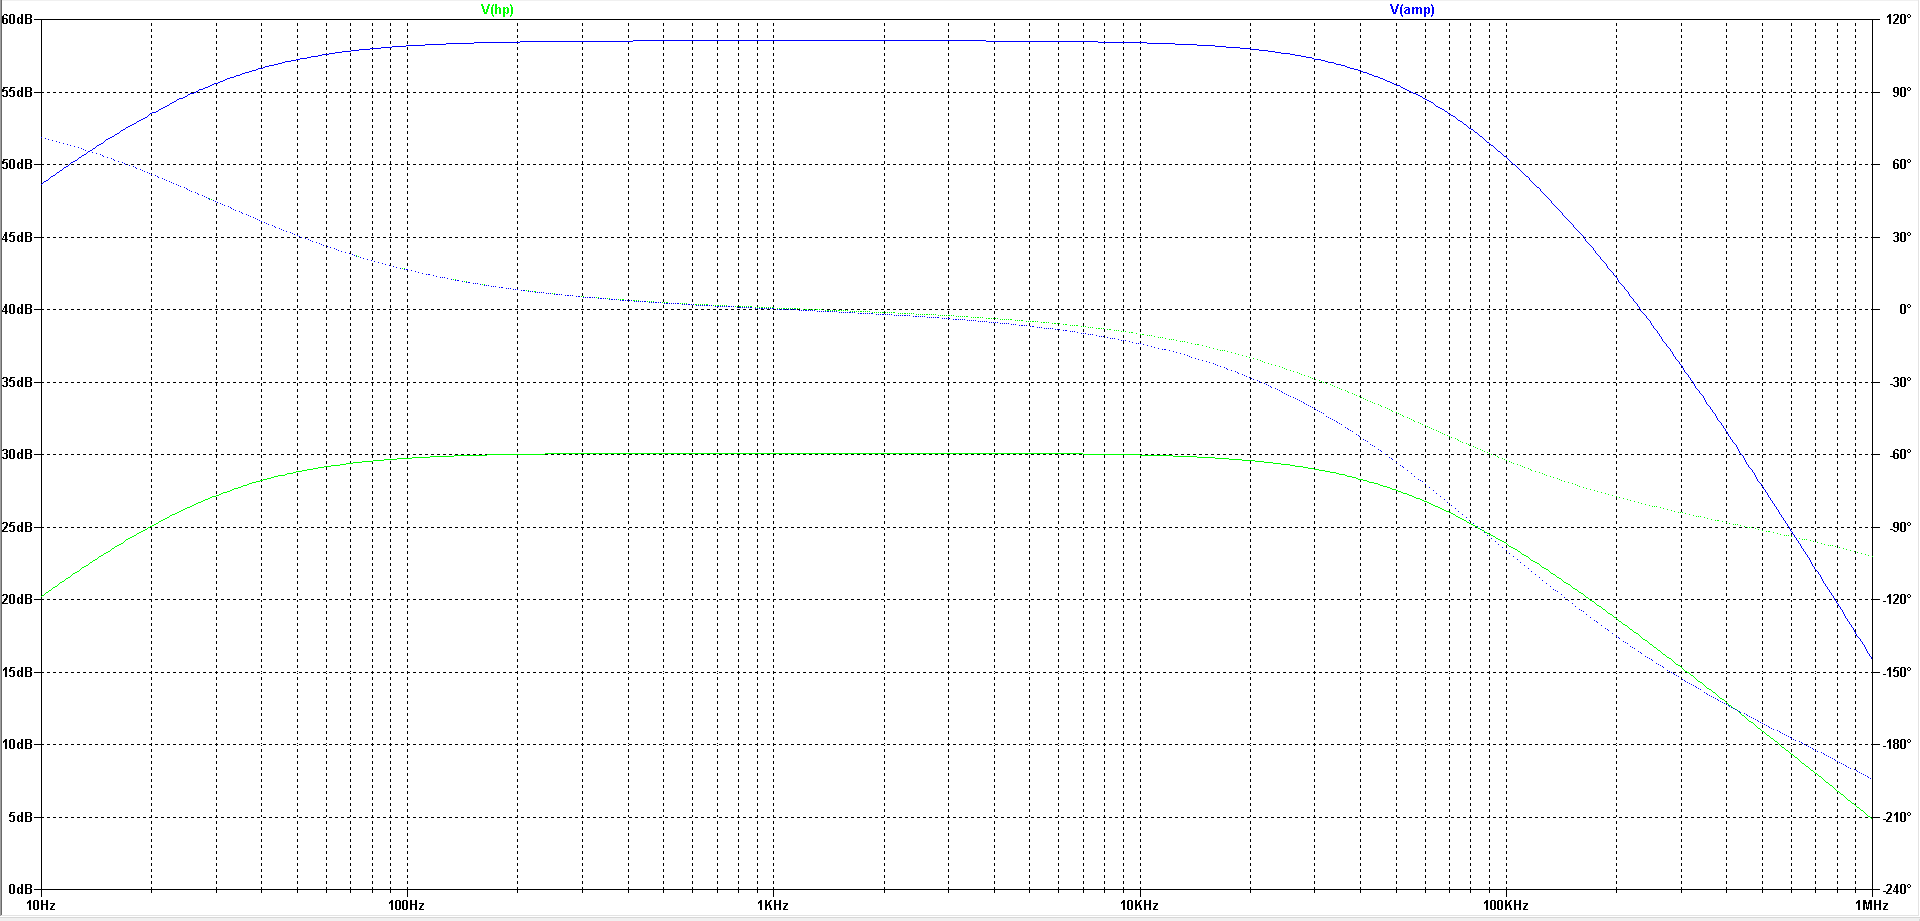 V(hp) V(amp)
60dB 120°
55dB 90°
50dB 60°
45dB 30°
40dB 0°
35dB -30°
30dB -60°
25dB -90°
20dB -120°
15dB -150°
10dB -180°
5dB -210°
0dB -240°
10Hz 100Hz 1KHz 10KHz 100KHz 1MHz